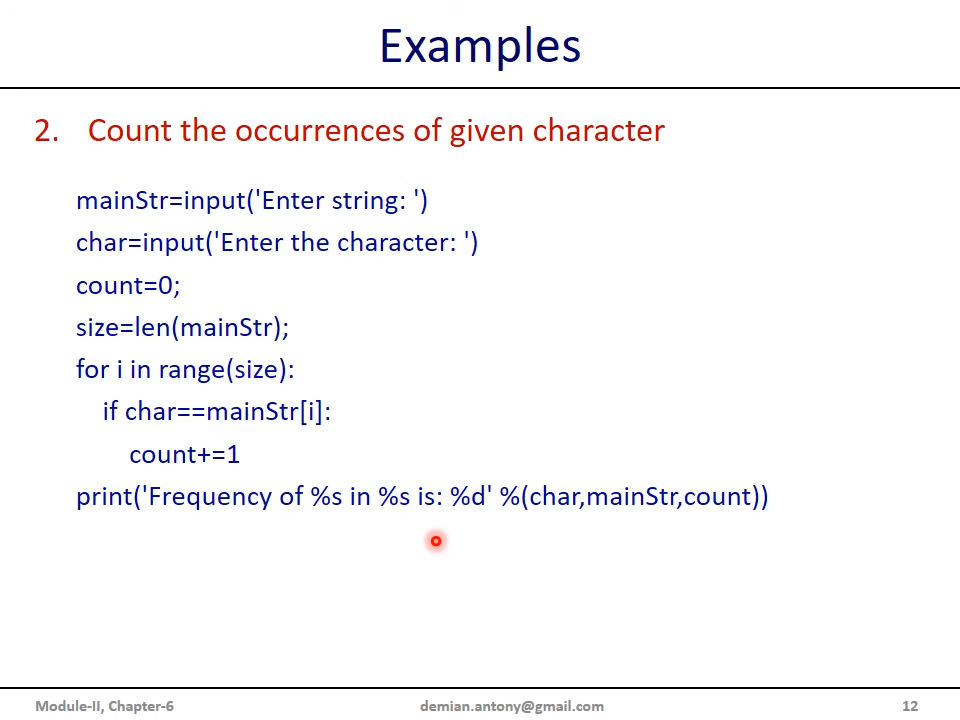 Examples
2. Count the occurrences of given character
mainStr=input('Enter string: ')
char=input('Enter the character: ')
count=0;
size=len(mainStr);
for i in range(size):
if char==mainStr[i]:
count+=1
print('Frequency of %s in %s is: %d' %(char,mainStr,count))
Module-II, Chapter-6 demian.antony@gmail.com 12